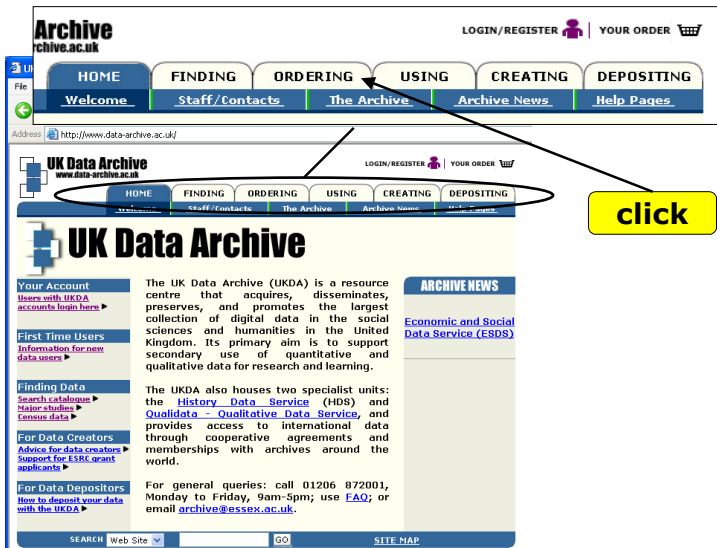 Archive
rchive.ac.uk
LOGIN/REGISTER YOUR ORDER
HOME FINDING ORDERING USING CREATING DEPOSITING
Welcome Staff/Contacts The Archive Archive News Help Pages
File
Address http://www.data-archive.ac.uk/
UK Data Archive
www.data-archive.ac.uk
LOGIN/REGISTER YOUR ORDER
HOME FINDING ORDERING USING CREATING DEPOSITING
Welcome Staff/Contacts The Archive Archive News Help Pages
click
UK Data Archive
Your Account
Users with UKDA
accounts login here
First Time Users
Information for new
data users
Finding Data
Search catalogue
Major studies
Census data
For Data Creators
Advice for data creators
Support for ESRC grant
applicants
For Data Depositors
How to deposit your data
with the UKDA
The UK Data Archive (UKDA) is a resource
centre that acquires, disseminates,
preserves, and promotes the largest
collection of digital data in the social
sciences and humanities in the United
Kingdom. Its primary aim is to support
secondary use of quantitative and
qualitative data for research and learning.
The UKDA also houses two specialist units:
the History Data Service (HDS) and
Qualidata - Qualitative Data Service, and
provides access to international data
through cooperative agreements and
memberships with archives around the
world.
For general queries: call 01206 872001,
Monday to Friday, 9am-5pm; use FAQ; or
email archive@essex.ac.uk.
ARCHIVE NEWS
Economic and Social
Data Service (ESDS)
SEARCH Web Site GO SITE MAP